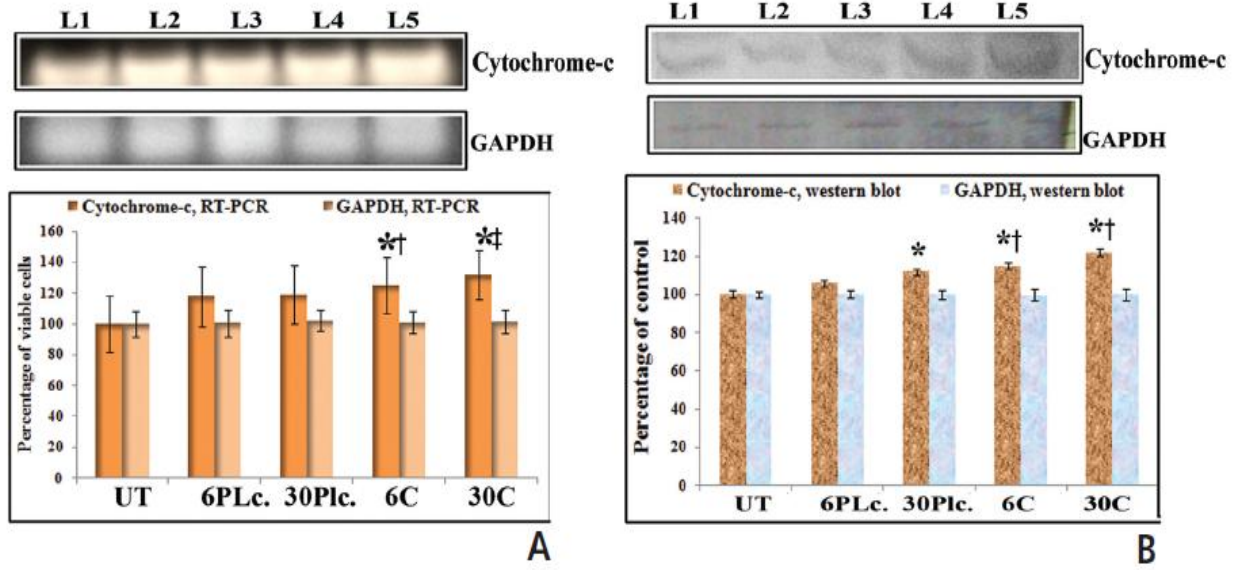 L1 L2 L3 L4 L5
Cytochrome-c
GAPDH
Cytochrome-c, RT-PCR GAPDH, RT-PCR
Percentage of viable cells
160
140
120
100
80
60
40
20
0
*† *‡
UT 6PLc. 30Plc. 6C 30C
A
L1 L2 L3 L4 L5
Cytochrome-c
GAPDH
Cytochrome-c, western blot GAPDH, western blot
Percentage of control
140
120
100
80
60
40
20
0
* *† *†
UT 6PLc. 30Plc. 6C 30C
B